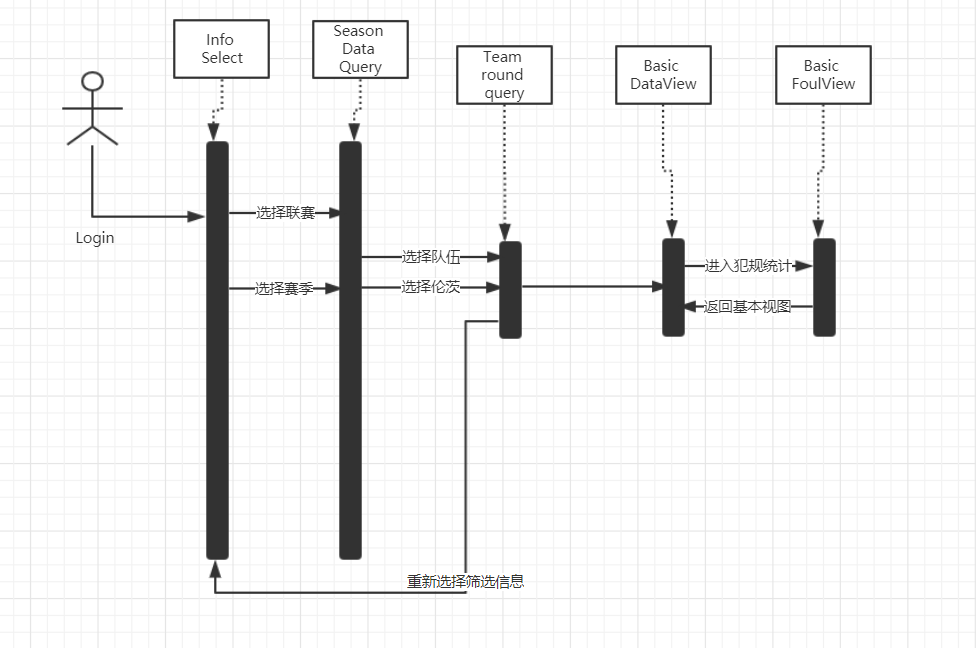 Info
Select
Season
Data
Query
Team
round
query
Basic
DataView
Basic
FoulView
Login
选择联赛
选择队伍
进入犯规统计
选择赛季
选择伦茨
返回基本视图
重新选择筛选信息